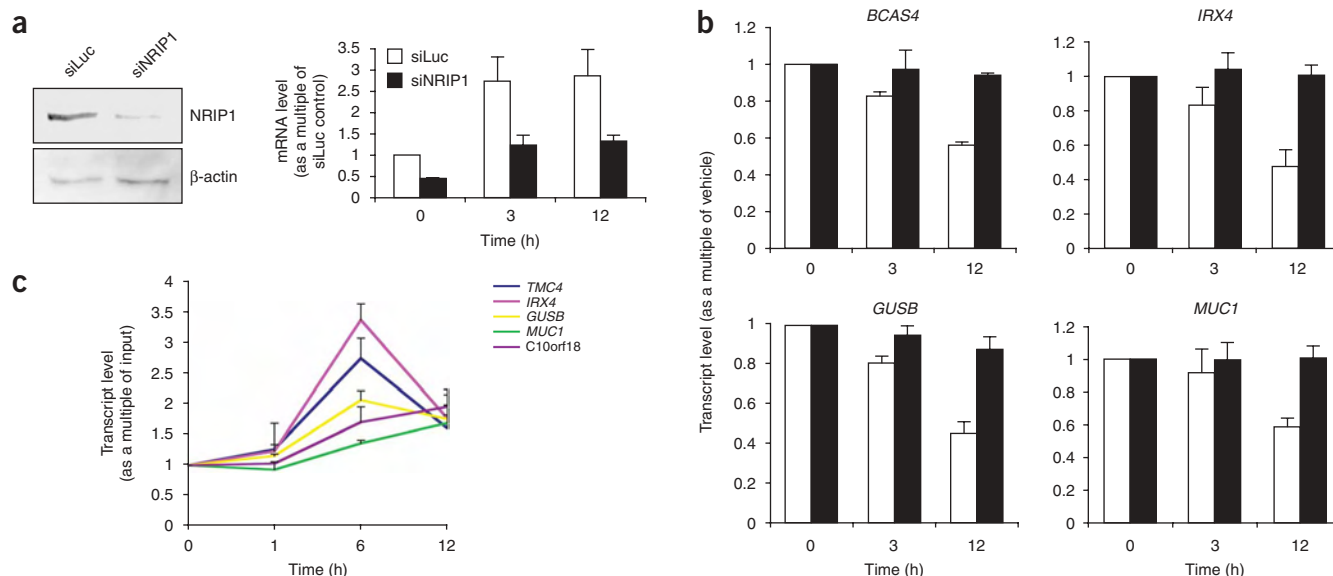 a
siLuc
siNRIP1
NRIP1
β-actin
mRNA level
(as a multiple of
siLuc control)
3.5
3
2.5
2
1.5
1
0.5
0
siLuc
siNRIP1
0
3
12
Time (h)
b
Transcript level (as a multiple of vehicle)
BCAS4
1.2
1
0.8
0.6
0.4
0.2
0
0
3
12
IRX4
1.2
1
0.8
0.6
0.4
0.2
0
0
3
12
GUSB
1
0.8
0.6
0.4
0.2
0
0
3
12
Time (h)
MUC1
1.2
1
0.8
0.6
0.4
0.2
0
0
3
12
Time (h)
c
Transcript level
(as a multiple of input)
4
3.5
3
2.5
2
1.5
1
0.5
0
0
1
6
12
Time (h)
TMC4
IRX4
GUSB
MUC1
C10orf18